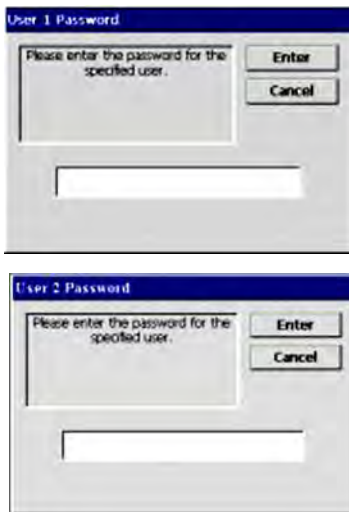 User 1 Password
Please enter the password for the
specified user.
Enter
Cancel
User 2 Password
Please enter the password for the
specified user.
Enter
Cancel